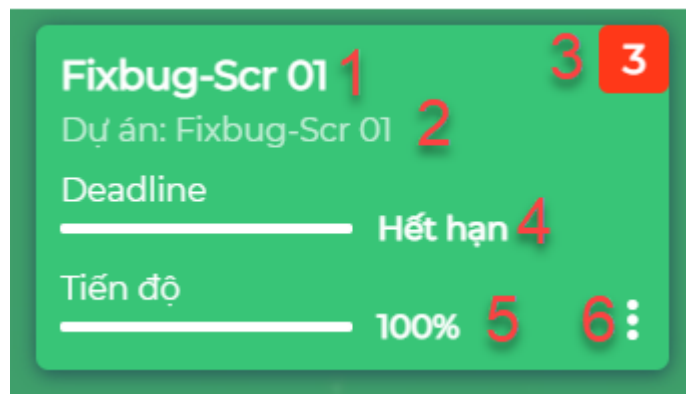 Fixbug-Scr 01 1 3 3
Dự án: Fixbug-Scr 01 2
Deadline
Hết hạn 4
Tiến độ
100% 5 6